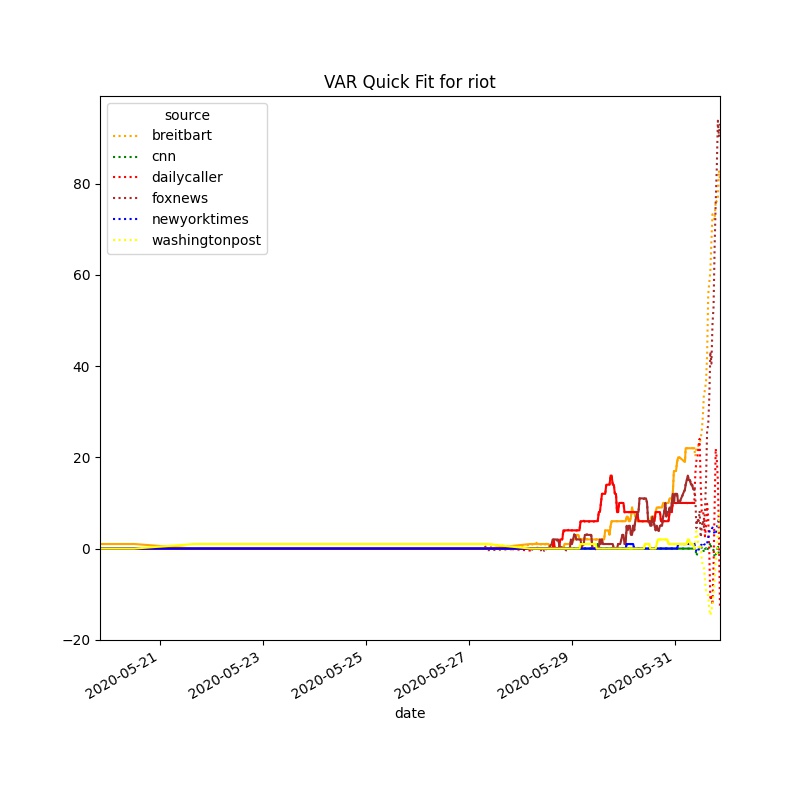 VAR Quick Fit for riot
source
breitbart
cnn
dailycaller
foxnews
newyorktimes
washingtonpost
80
60
40
20
0
−20
2020-05-21
2020-05-23
2020-05-25
2020-05-27
2020-05-29
2020-05-31
date